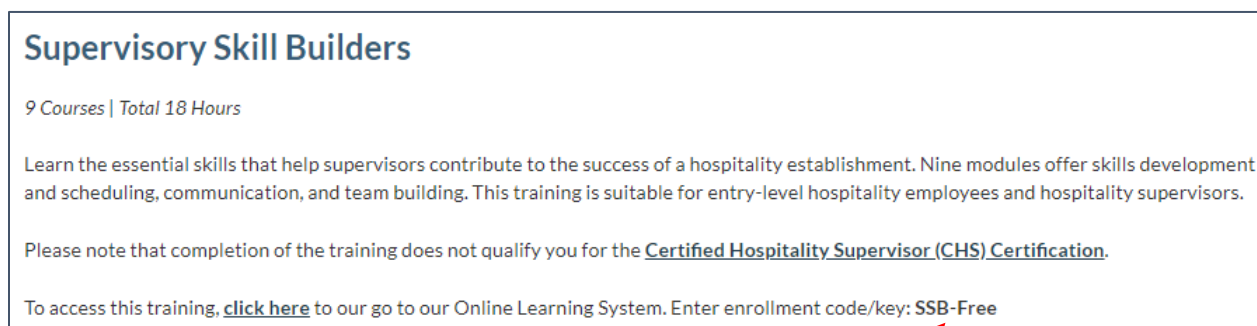 Supervisory Skill Builders
9 Courses | Total 18 Hours
Learn the essential skills that help supervisors contribute to the success of a hospitality establishment. Nine modules offer skills development
and scheduling, communication, and team building. This training is suitable for entry-level hospitality employees and hospitality supervisors.
Please note that completion of the training does not qualify you for the Certified Hospitality Supervisor (CHS) Certification.
To access this training, click here to our go to our Online Learning System. Enter enrollment code/key: SSB-Free